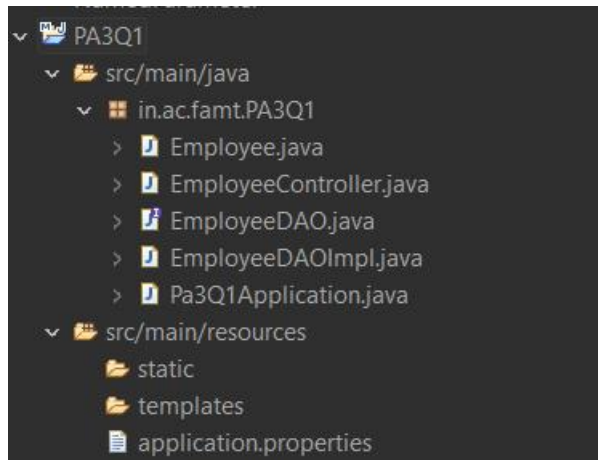 PA3Q1
src/main/java
in.ac.famt.PA3Q1
Employee.java
EmployeeController.java
EmployeeDAO.java
EmployeeDAOImpl.java
Pa3Q1Application.java
src/main/resources
static
templates
application.properties